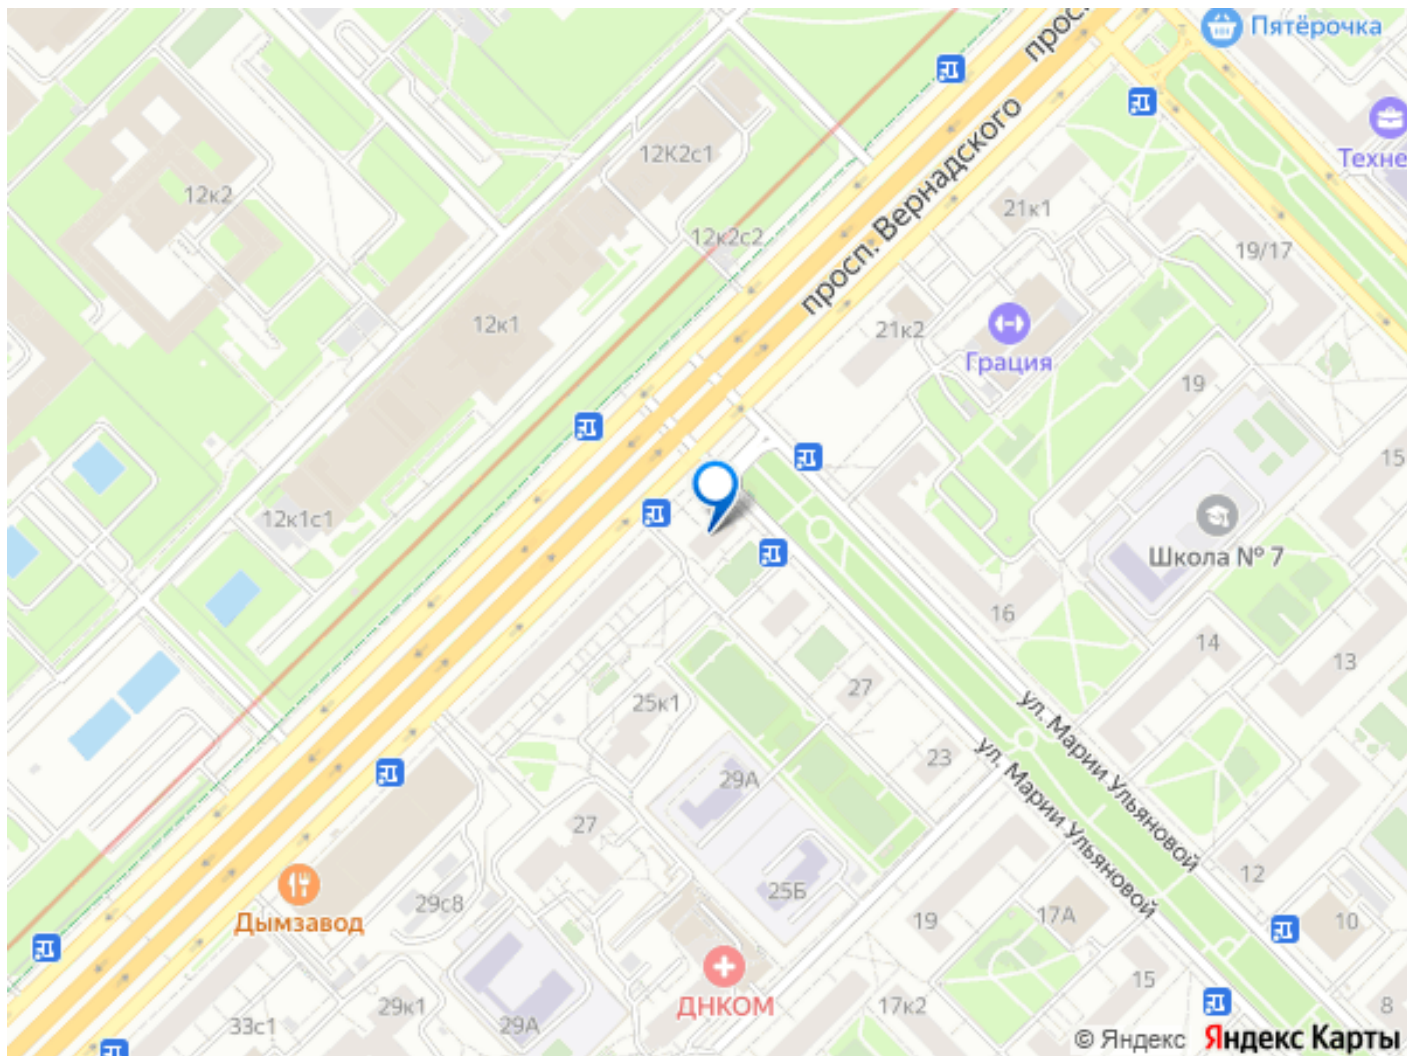 просп.
Пятёрочка
просп. Вернадского
12К2с1
Техне
12к2
21к1
12к2с2
19/17
12к1
21к2
Грация
19
15
12к1с1
Школа № 7
16
14
13
27
25к1
ул. Марии Ульяновой
23
ул. Марии Ульяновой
29А
27
25Б
12
29с8
Дымзавод
19
17А
10
15
ДНКОМ
29к1
17к2
8
33с1
29А
© Яндекс Яндекс Карты